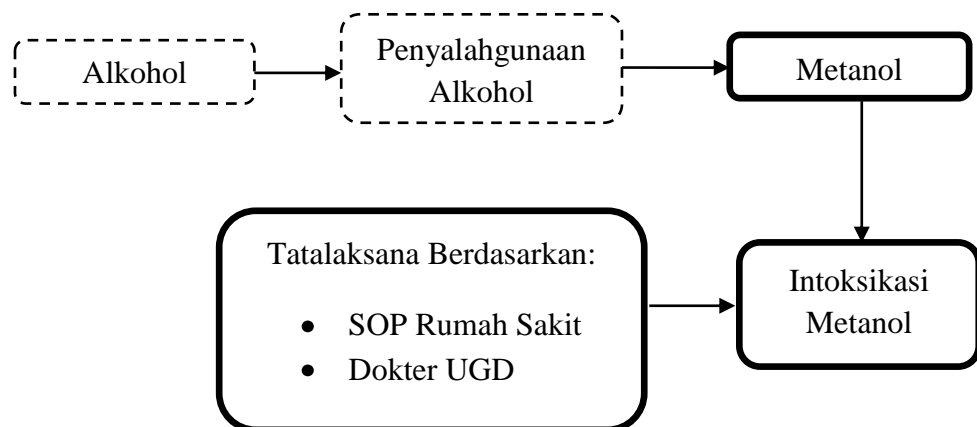 Alkohol
Penyalahgunaan
Alkohol
Metanol
Tatalaksana Berdasarkan:
• SOP Rumah Sakit
• Dokter UGD
Intoksikasi
Metanol